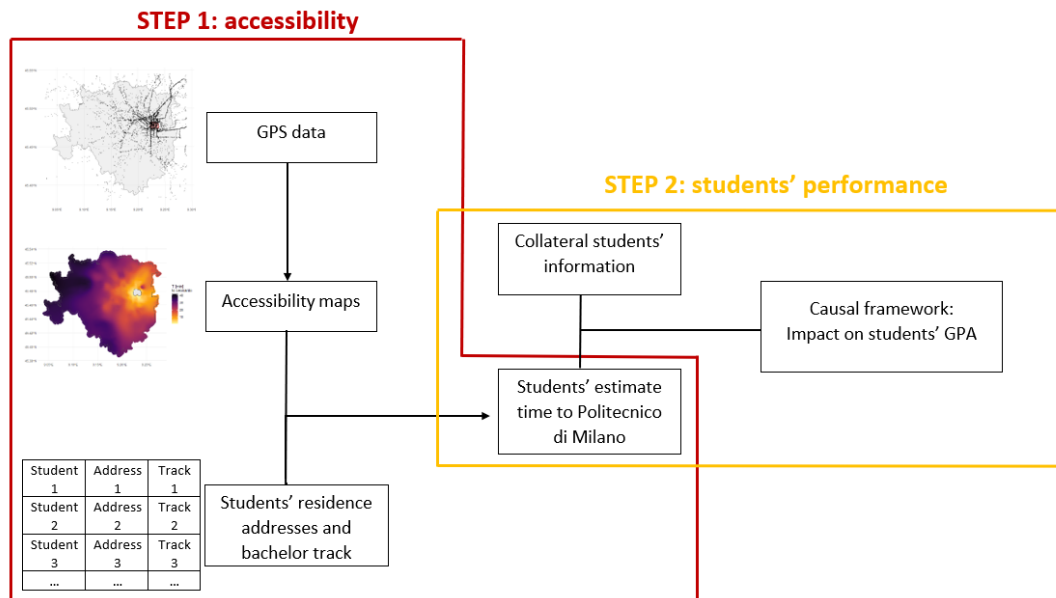 STEP 1: accessibility
GPS data
STEP 2: students’ performance
Collateral students’
information
Accessibility maps
Causal framework:
Impact on students’ GPA
Students’ estimate
time to Politecnico
di Milano
Student
1
Address
1
Track
1
Student
2
Address
2
Track
2
Student
3
Address
3
Track
3
...
...
...
Students’ residence
addresses and
bachelor track